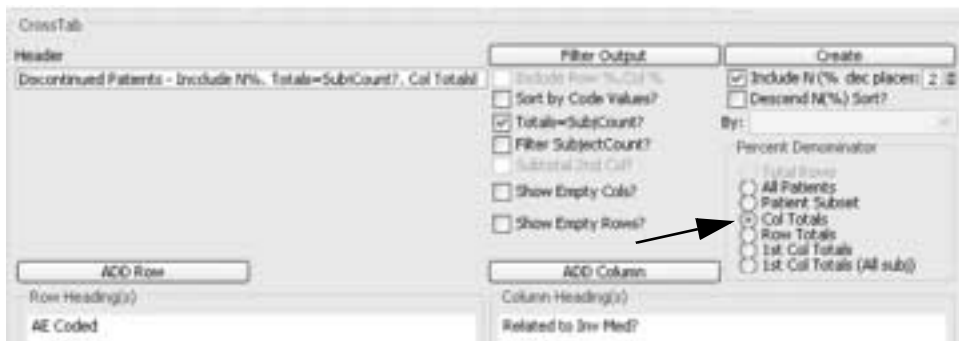 CrossTab
Header
Discontinued Patients - Incclude N%, Totals=SubjCount?, Col Totals
Filter Output
Create
Include Row %, Col %
Include N (% dec places: 2
Sort by Code Values?
Descend N(%) Sort?
Totals=SubjCount?
By:
Filter SubjectCount?
Percent Denominator
Subtotal 2nd Col?
Total Rows
All Patients
Patient Subset
Show Empty Cols?
Col Totals
Show Empty Rows?
Row Totals
1st Col Totals
1st Col Totals (All subj)
ADD Row
ADD Column
Row Heading(s)
Column Heading(s)
AE Coded
Related to Inv Med?